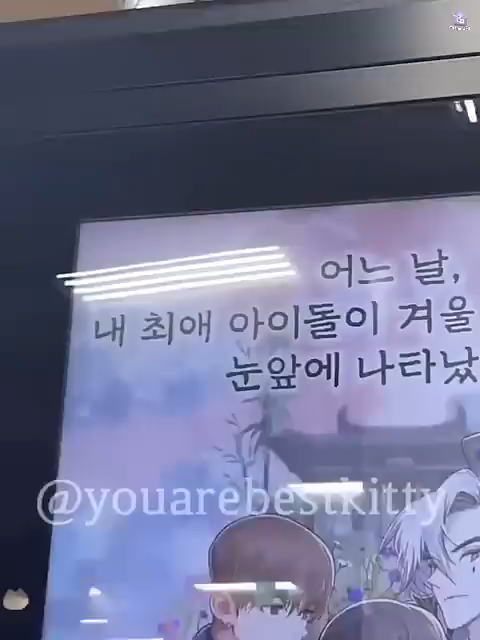 어느 날,
내 최애 아이돌이 겨울
눈앞에 나타났
@youarebestkitty